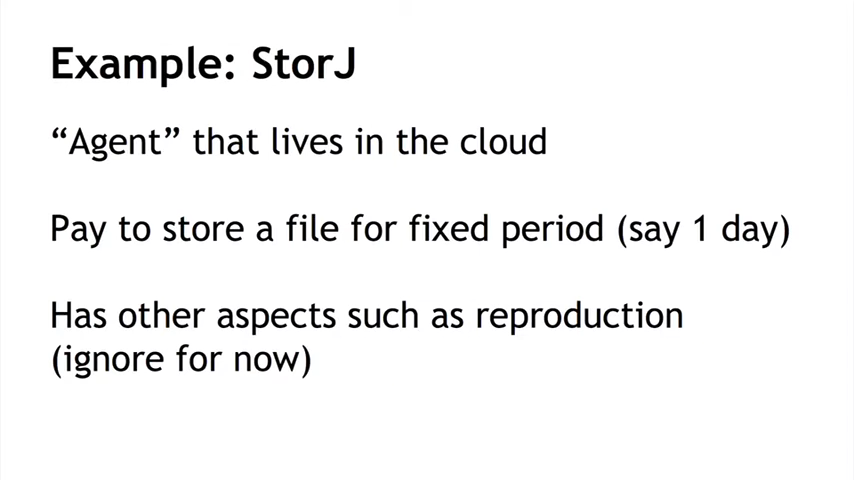 Example: StorJ
“Agent” that lives in the cloud
Pay to store a file for fixed period (say 1 day)
Has other aspects such as reproduction
(ignore for now)